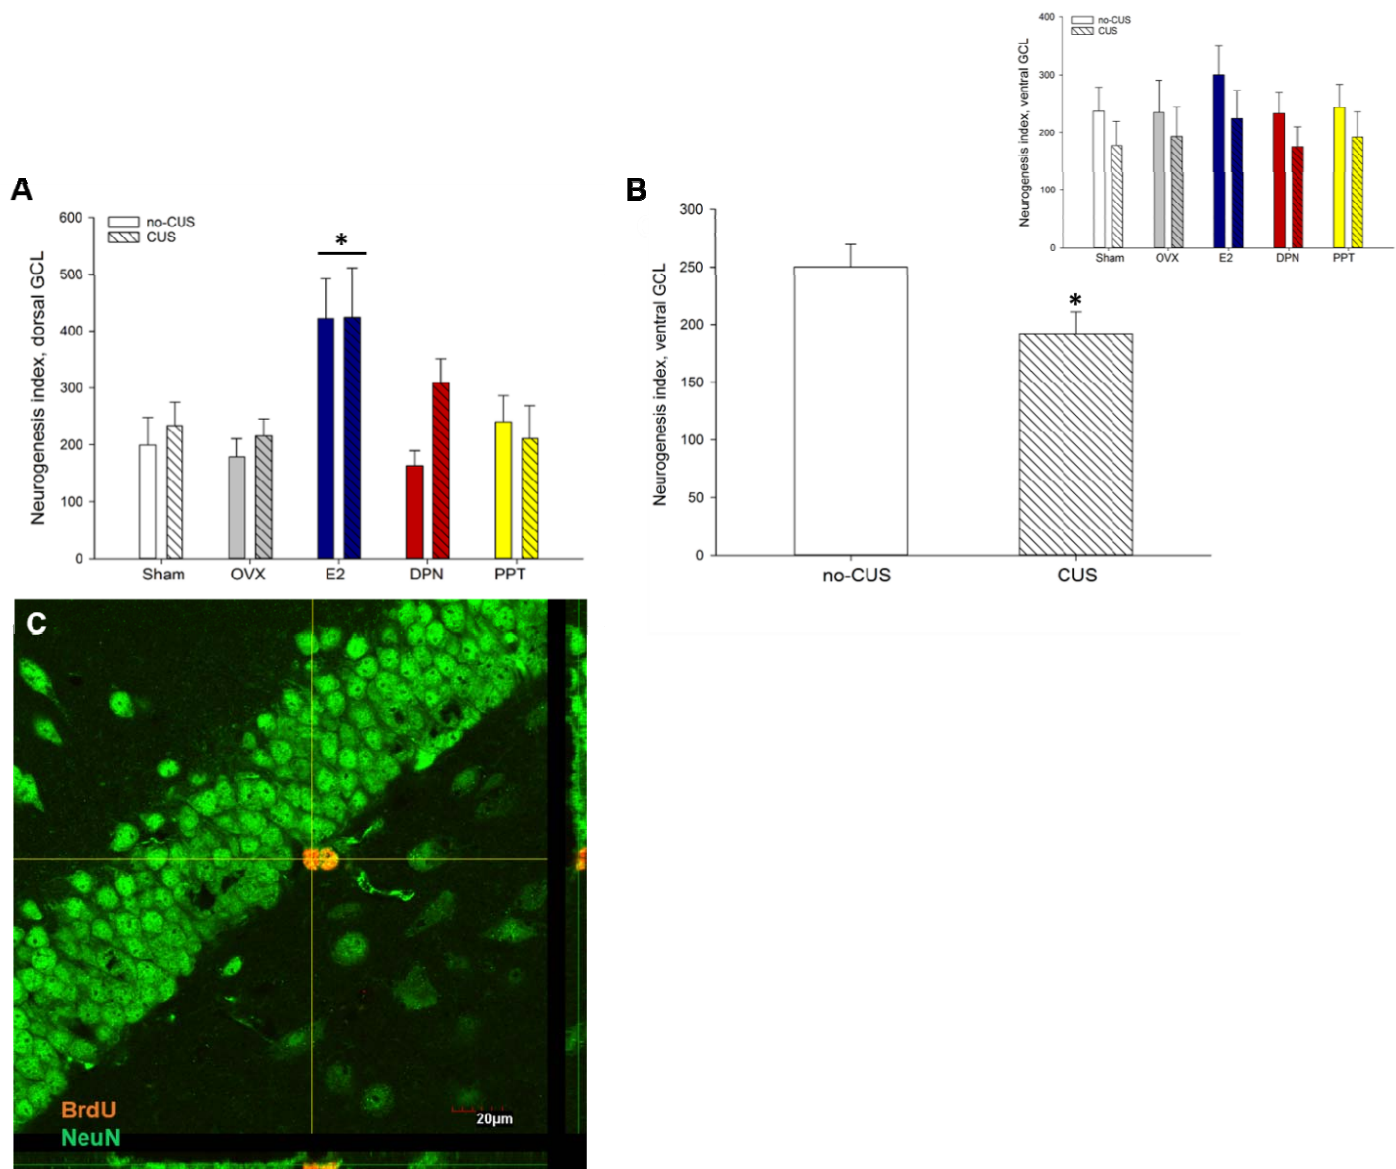 A
Neurogenesis index, dorsal GCL
600
500
400
300
200
100
0
no-CUS
CUS
*
Sham OVX E2 DPN PPT
B
Neurogenesis index, ventral GCL
300
250
200
150
100
50
0
*
no-CUS CUS
Neurogenesis index, ventral GCL
400
300
200
100
0
no-CUS
CUS
Sham OVX E2 DPN PPT
C
BrdU
NeuN
20μm